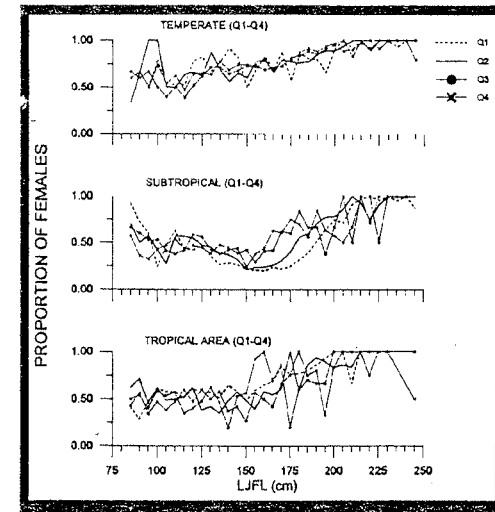 TEMPERATE (Q1-Q4)
1.00
0.50
0.00
Q1
Q2
Q3
Q4
PROPORTION OF FEMALES
SUBTROPICAL (Q1-Q4)
1.00
0.50
0.00
TROPICAL AREA (Q1-Q4)
1.00
0.50
0.00
75 100 125 150 175 200 225 250
LJFL (cm)